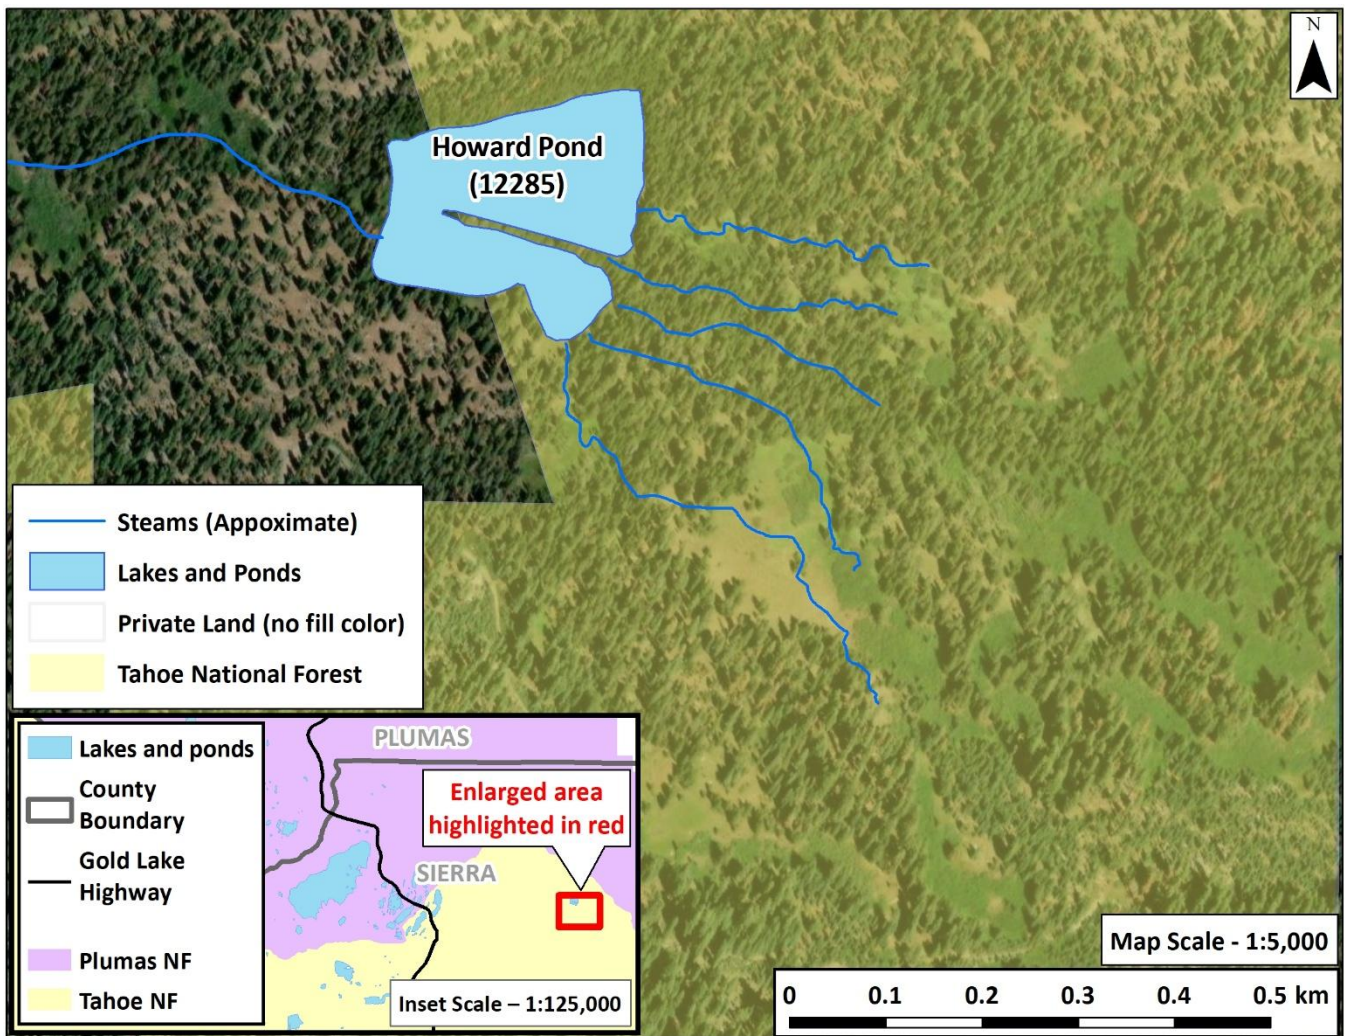 N
Howard Pond
(12285)
Steams (Appoximate)
Lakes and Ponds
Private Land (no fill color)
Tahoe National Forest
Lakes and ponds
County
Boundary
Gold Lake
Highway
Plumas NF
Tahoe NF
PLUMAS
Enlarged area
highlighted in red
SIERRA
Inset Scale – 1:125,000
Map Scale - 1:5,000
0 0.1 0.2 0.3 0.4 0.5 km